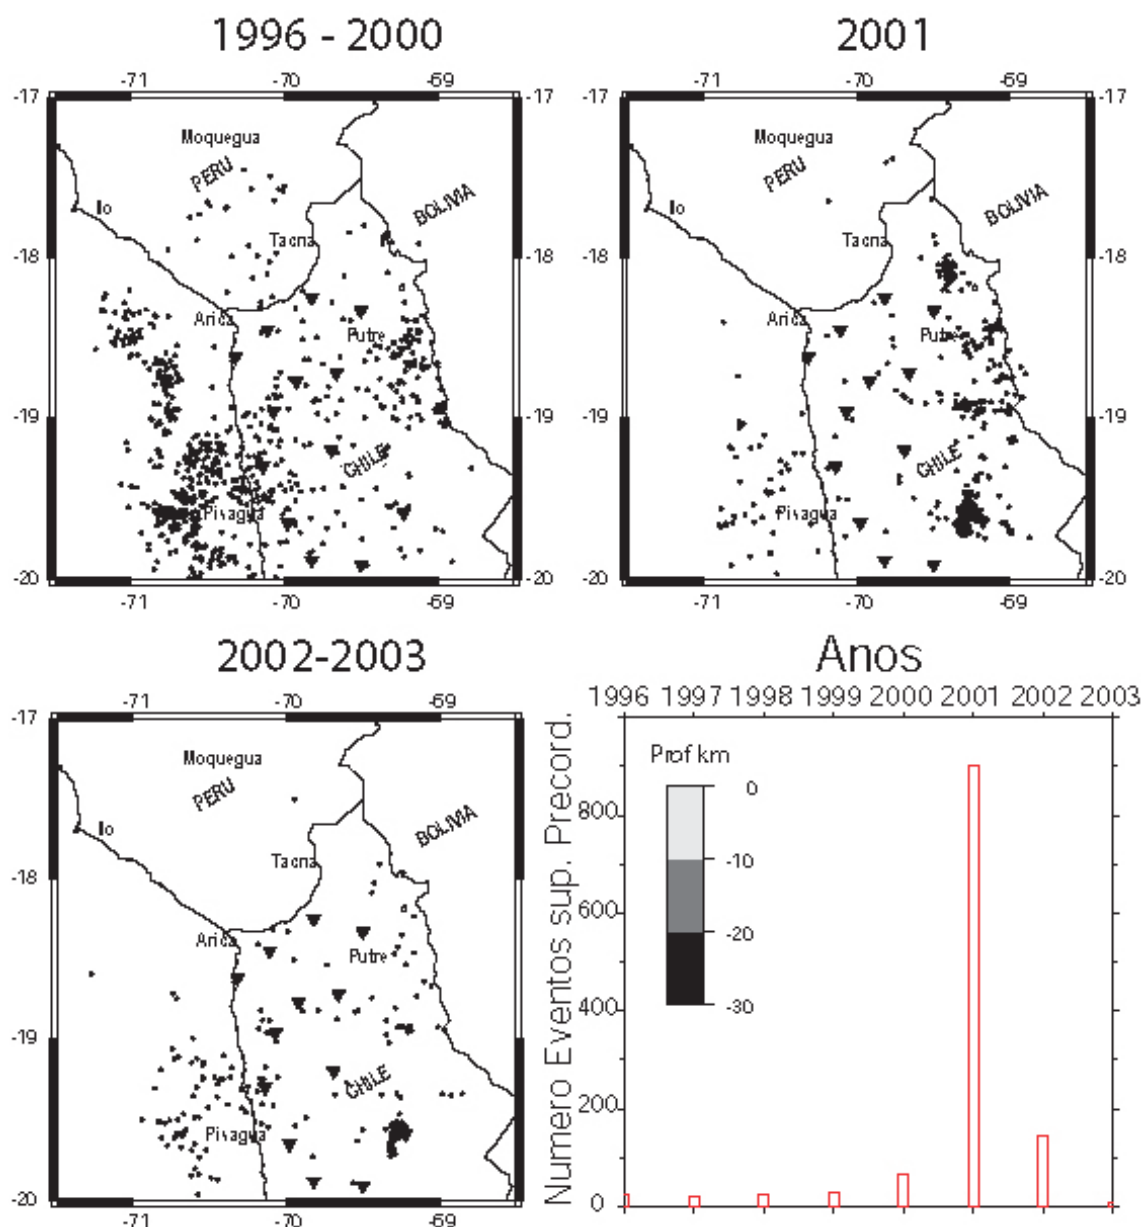 1996 - 2000
-71 -70 -69
-17
Moquegua
PERU
Ilo
BOLIVIA
Tacna
-18
Arica
Putre
-19
CHILE
Pisagua
-20
-71 -70 -69
2001
-71 -70 -69
-17 -17
Moquegua
PERU
Ilo
BOLIVIA
Tacna
-18 -18
Arica
Putre
-19 -19
CHILE
Pisagua
-20 -20
-71 -70 -69
2002-2003
-71 -70 -69
-17
Moquegua
PERU
Ilo
BOLIVIA
Tacna
-18
Arica
Putre
-19
CHILE
Pisagua
-20
-71 -70 -69
Anos
1996 1997 1998 1999 2000 2001 2002 2003
Numero Eventos sup. Precord.
Prof km
0
-10
-20
-30
800
600
400
200
0